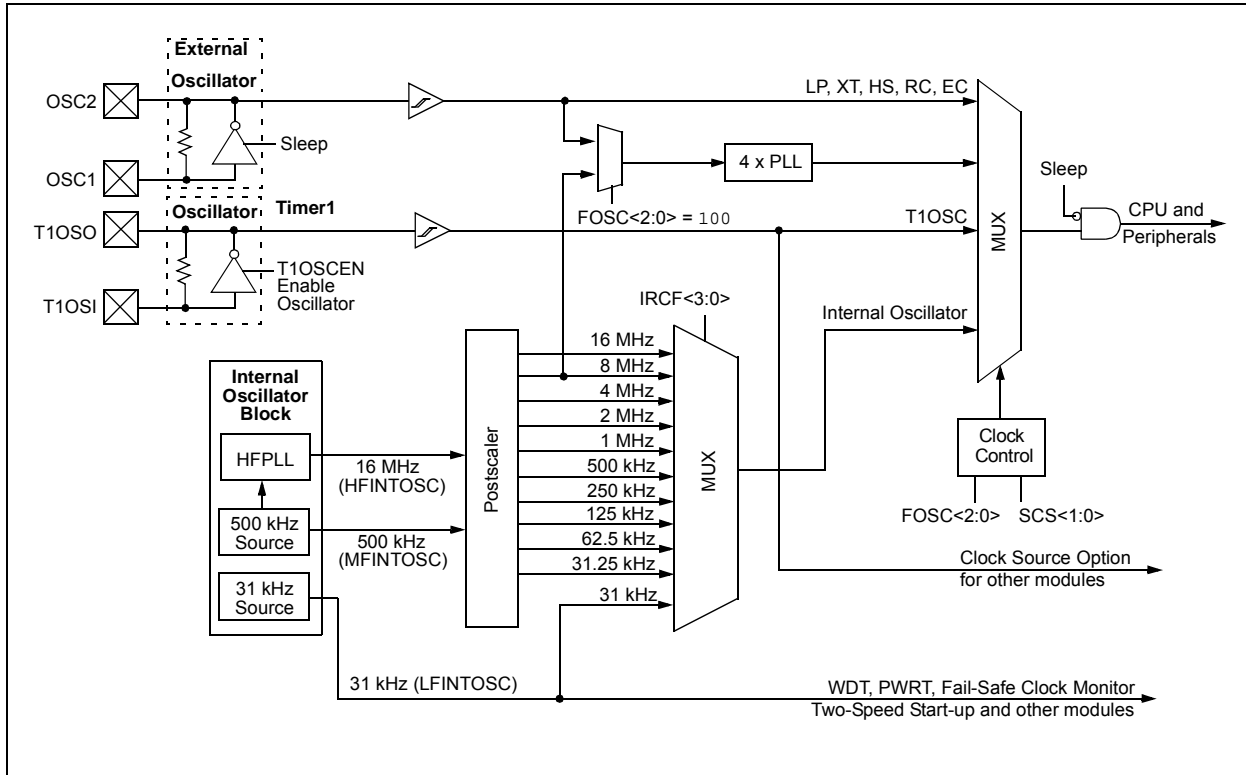 External
Oscillator
OSC2
LP, XT, HS, RC, EC
Sleep
4 x PLL
OSC1
Sleep
FOSC<2:0> = 100
Oscillator
Timer1
T1OSO
T1OSC
MUX
CPU and
Peripherals
T1OSCEN
Enable
Oscillator
T1OSI
IRCF<3:0>
Internal Oscillator
Internal
Oscillator
Block
HFPLL
16 MHz
(HFINTOSC)
500 kHz
Source
500 kHz
(MFINTOSC)
31 kHz
Source
Postscaler
16 MHz
8 MHz
4 MHz
2 MHz
1 MHz
500 kHz
250 kHz
125 kHz
62.5 kHz
31.25 kHz
31 kHz
MUX
Clock
Control
FOSC<2:0>
SCS<1:0>
Clock Source Option
for other modules
31 kHz (LFINTOSC)
WDT, PWRT, Fail-Safe Clock Monitor
Two-Speed Start-up and other modules